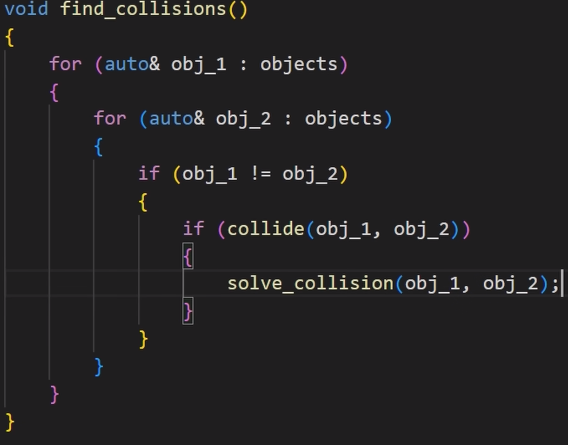 void find_collisions()
{
    for (auto& obj_1 : objects)
    {
        for (auto& obj_2 : objects)
        {
            if (obj_1 != obj_2)
            {
                if (collide(obj_1, obj_2))
                {
                    solve_collision(obj_1, obj_2);
                }
            }
        }
    }
}